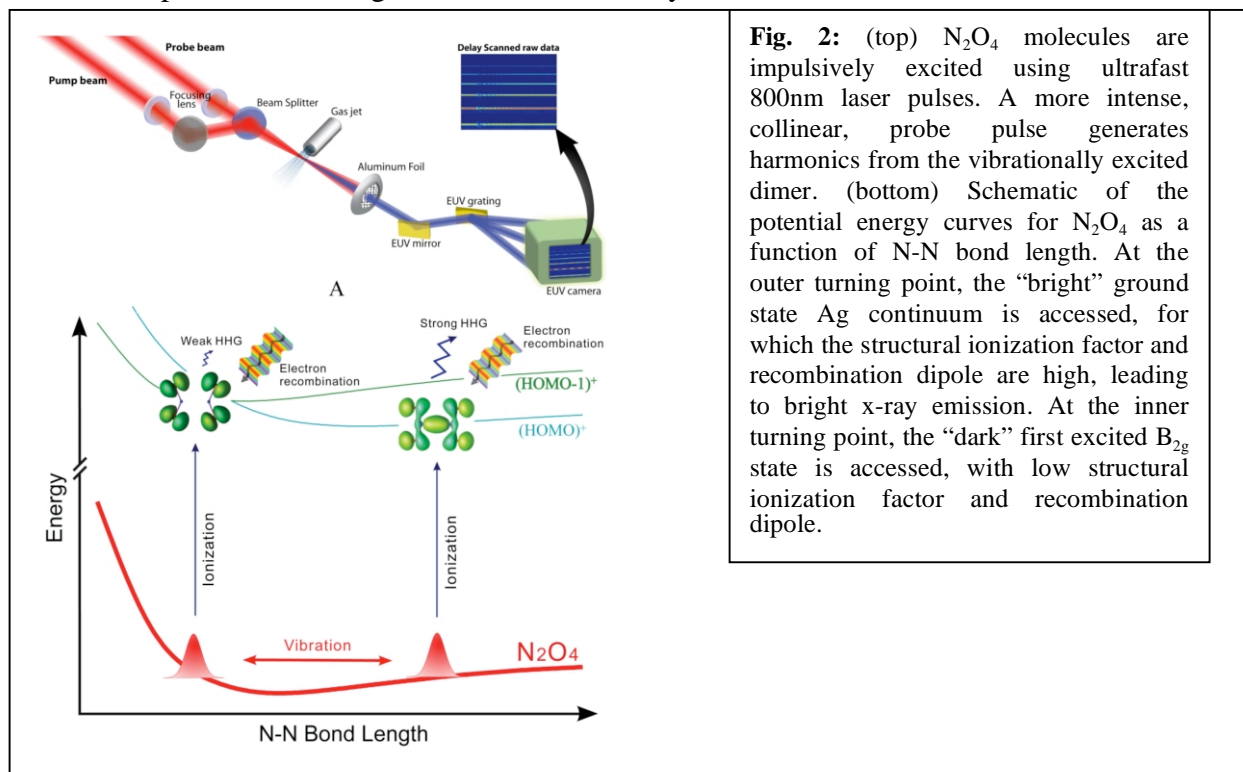 Probe beam
Pump beam
Focusing
lens
Beam Splitter
Gas jet
Delay Scanned raw data
Aluminum Foil
EUV grating
EUV mirror
EUV camera
A
Weak HHG
Electron
recombination
Strong HHG
Electron
recombination
(HOMO-1)⁺
(HOMO)⁺
Energy
Ionization
Ionization
Vibration
N₂O₄
N-N Bond Length
Fig. 2: (top) N₂O₄ molecules are
impulsively excited using ultrafast
800nm laser pulses. A more intense,
collinear, probe pulse generates
harmonics from the vibrationally excited
dimer. (bottom) Schematic of the
potential energy curves for N₂O₄ as a
function of N-N bond length. At the
outer turning point, the “bright” ground
state Ag continuum is accessed, for
which the structural ionization factor and
recombination dipole are high, leading
to bright x-ray emission. At the inner
turning point, the “dark” first excited B₂g
state is accessed, with low structural
ionization factor and recombination
dipole.